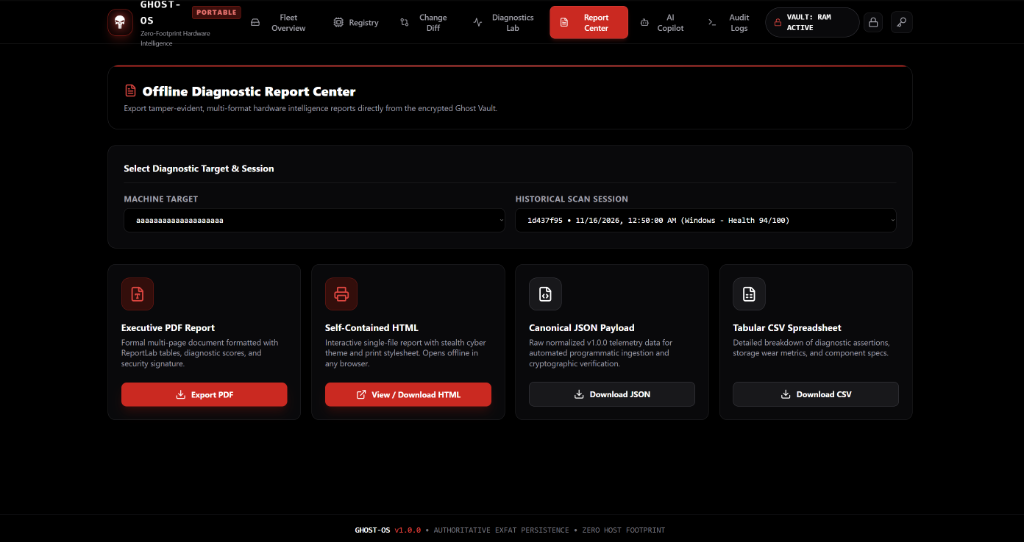 GHOST-
OS
PORTABLE
Zero-Footprint Hardware
Intelligence
Fleet
Overview
Registry
Change
Diff
Diagnostics
Lab
Report
Center
AI
Copilot
Audit
Logs
VAULT: RAM
ACTIVE
Offline Diagnostic Report Center
Export tamper-evident, multi-format hardware intelligence reports directly from the encrypted Ghost Vault.
Select Diagnostic Target & Session
MACHINE TARGET
aaaaaaaaaaaaaaaaaaaa
HISTORICAL SCAN SESSION
1d437f95 • 11/16/2026, 12:50:00 AM (Windows - Health 94/100)
Executive PDF Report
Formal multi-page document formatted with
ReportLab tables, diagnostic scores, and
security signature.
Export PDF
Self-Contained HTML
Interactive single-file report with stealth cyber
theme and print stylesheet. Opens offline in
any browser.
View / Download HTML
Canonical JSON Payload
Raw normalized v1.0.0 telemetry data for
automated programmatic ingestion and
cryptographic verification.
Download JSON
Tabular CSV Spreadsheet
Detailed breakdown of diagnostic assertions,
storage wear metrics, and component specs.
Download CSV
GHOST-OS v1.0.0 • AUTHORITATIVE EXFAT PERSISTENCE • ZERO HOST FOOTPRINT